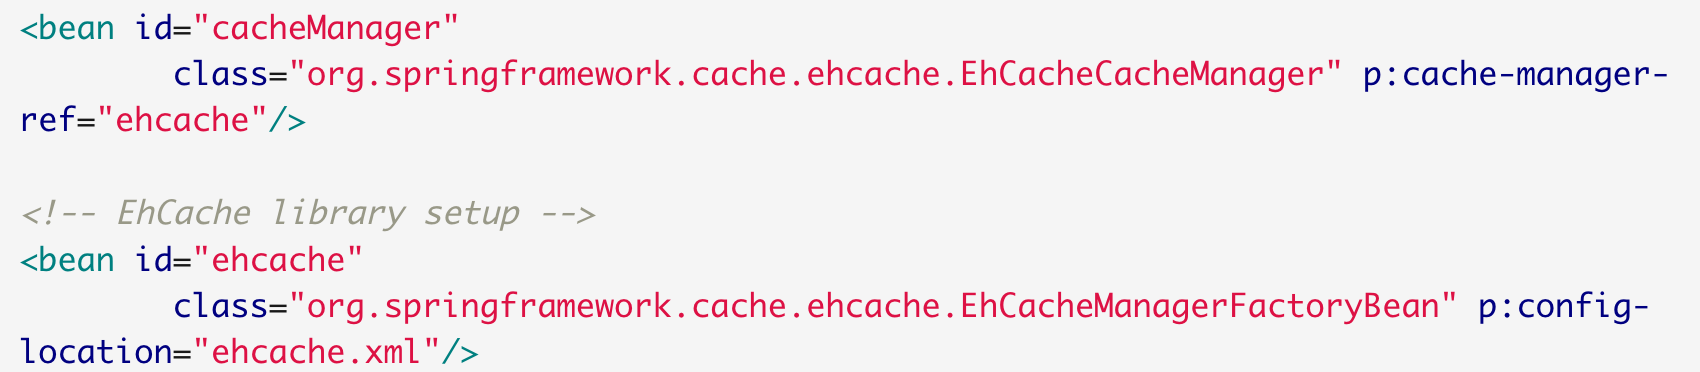 <bean id="cacheManager"
        class="org.springframework.cache.ehcache.EhCacheCacheManager" p:cache-manager-
ref="ehcache"/>

<!-- EhCache library setup -->
<bean id="ehcache"
        class="org.springframework.cache.ehcache.EhCacheManagerFactoryBean" p:config-
location="ehcache.xml"/>